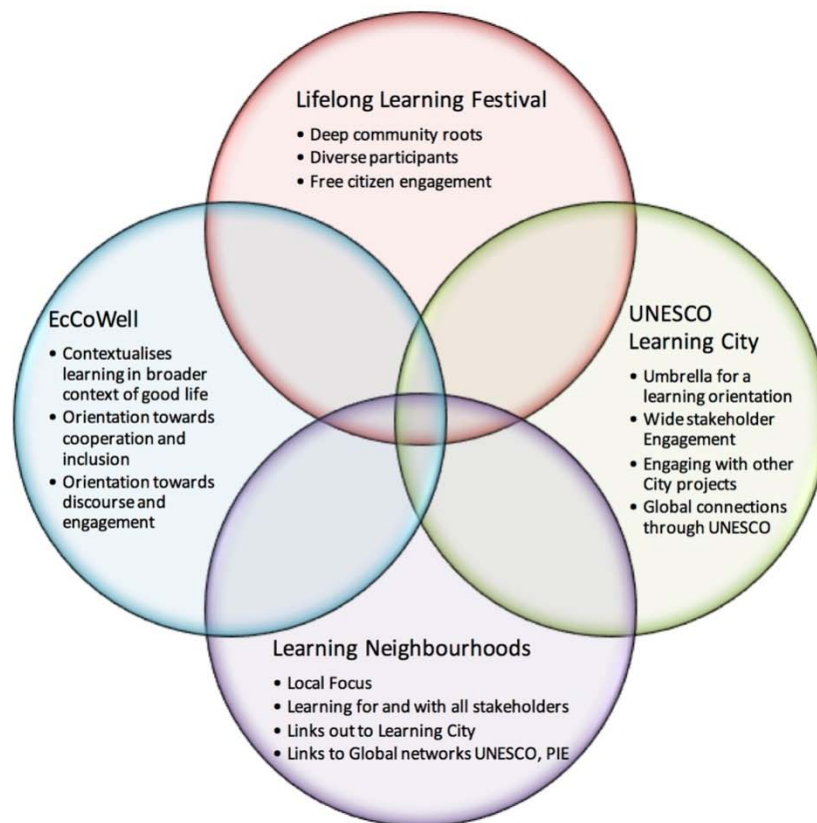 Lifelong Learning Festival
• Deep community roots
• Diverse participants
• Free citizen engagement
EcCoWell
• Contextualises
learning in broader
context of good life
• Orientation towards
cooperation and
inclusion
• Orientation towards
discourse and
engagement
UNESCO
Learning City
• Umbrella for a
learning orientation
• Wide stakeholder
Engagement
• Engaging with other
City projects
• Global connections
through UNESCO
Learning Neighbourhoods
• Local Focus
• Learning for and with all stakeholders
• Links out to Learning City
• Links to Global networks UNESCO, PIE